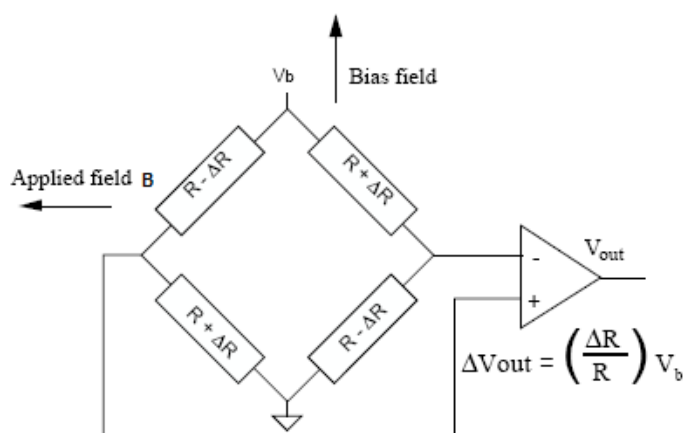 Vb
Bias field
R - ΔR
R + ΔR
Applied field B
R + ΔR
R - ΔR
-
+
Vout
ΔVout = (ΔR/R) Vb